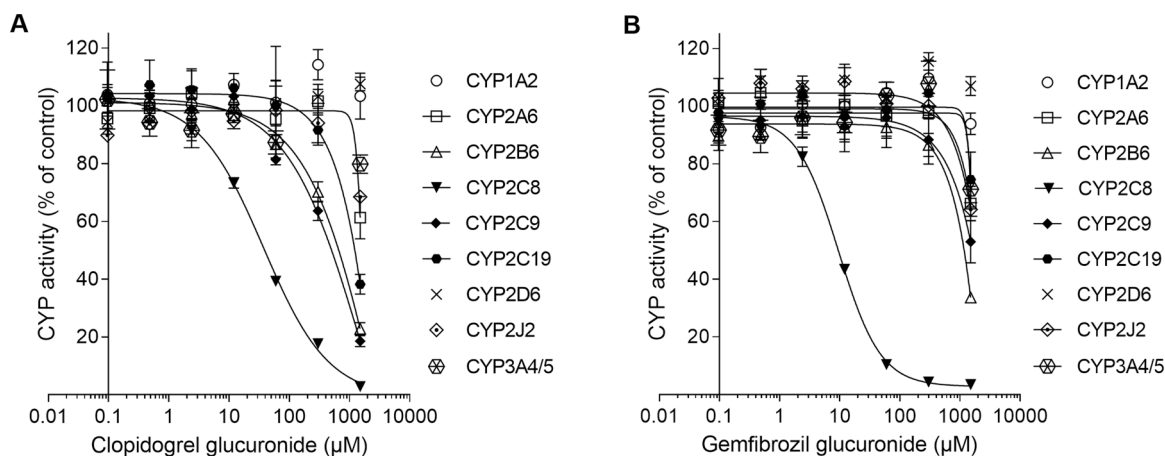 A
120
100
80
60
40
20
CYP activity (% of control)
0.01 0.1 1 10 100 1000 10000
Clopidogrel glucuronide (µM)
CYP1A2
CYP2A6
CYP2B6
CYP2C8
CYP2C9
CYP2C19
CYP2D6
CYP2J2
CYP3A4/5
B
120
100
80
60
40
20
CYP activity (% of control)
0.01 0.1 1 10 100 1000 10000
Gemfibrozil glucuronide (µM)
CYP1A2
CYP2A6
CYP2B6
CYP2C8
CYP2C9
CYP2C19
CYP2D6
CYP2J2
CYP3A4/5